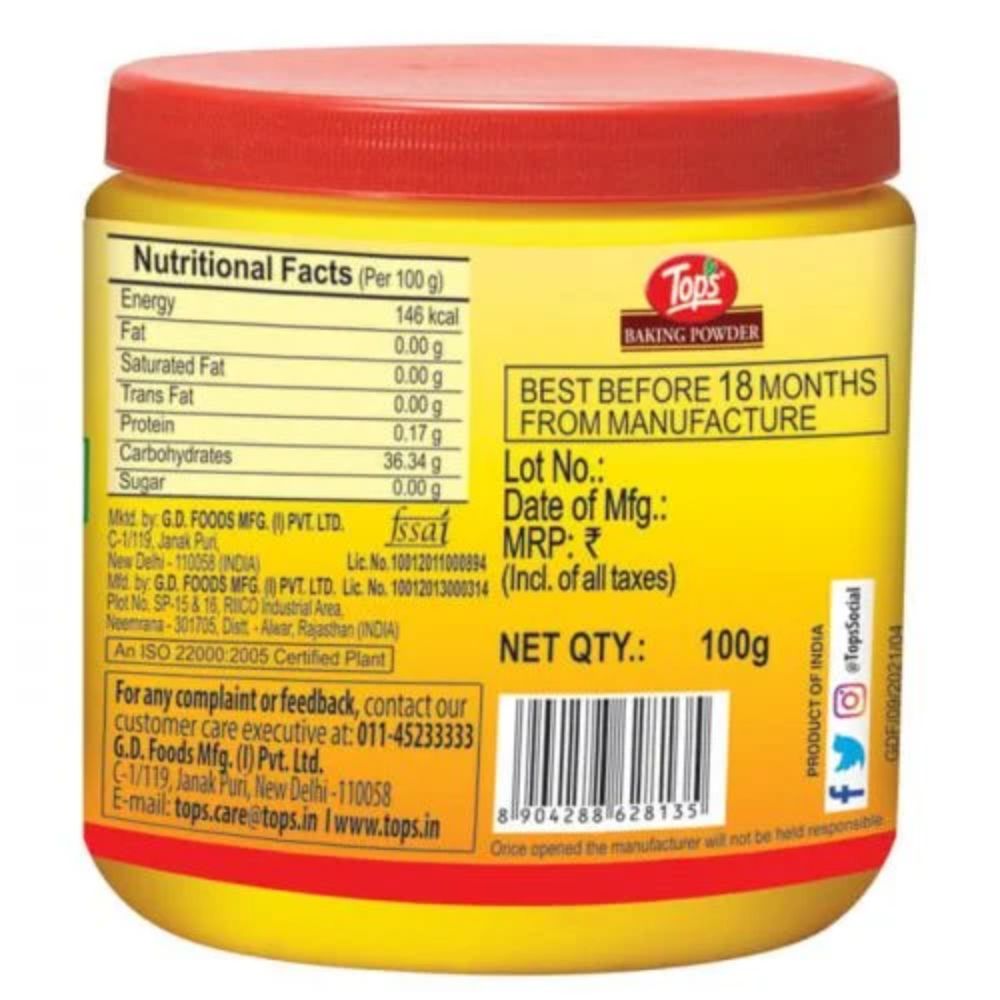 Nutritional Facts (Per 100 g)
Energy 146 kcal
Fat 0.00 g
Saturated Fat 0.00 g
Trans Fat 0.00 g
Protein 0.17 g
Carbohydrates 36.34 g
Sugar 0.00 g
Mktd. by: G.D. FOODS MFG. (I) PVT. LTD.
C-1/119, Janak Puri,
New Delhi - 110058 (INDIA)
fssai
Lic. No. 10012011000894
Mfd. by: G.D. FOODS MFG. (I) PVT. LTD. Lic. No. 10012013000314
Plot No. SP-15 & 16, RIICO Industrial Area,
Neemrana - 301705, Distt. - Alwar, Rajasthan (INDIA)
An ISO 22000:2005 Certified Plant
For any complaint or feedback, contact our
customer care executive at: 011-45233333
G.D. Foods Mfg. (I) Pvt. Ltd.
C-1/119, Janak Puri, New Delhi -110058
E-mail: tops.care@tops.in I www.tops.in
Tops
BAKING POWDER
BEST BEFORE 18 MONTHS
FROM MANUFACTURE
Lot No.:
Date of Mfg.:
MRP: ₹
(Incl. of all taxes)
NET QTY.: 100g
8 904288 628135
Once opened the manufacturer will not be held responsible.
PRODUCT OF INDIA
@TopsSocial
GDF/09/2021/04